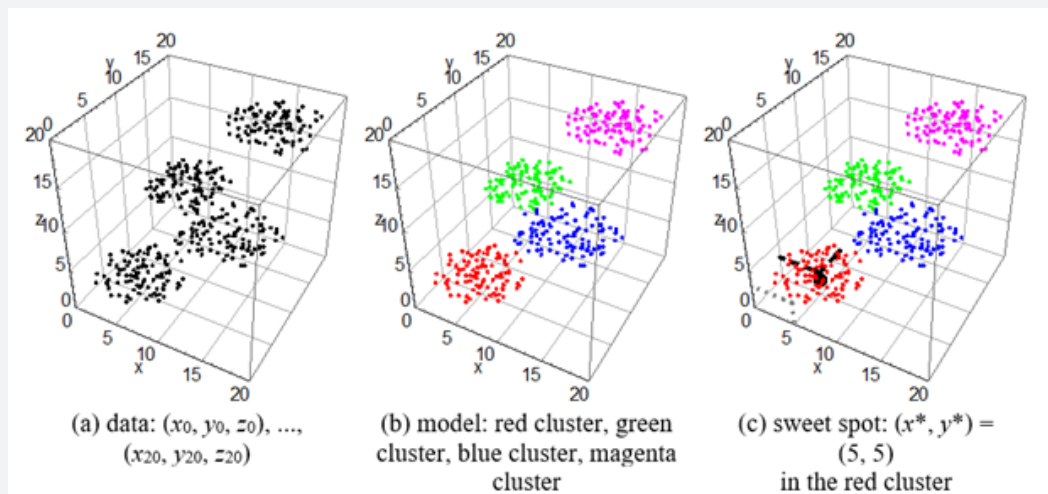 20
y 15
10
5
0
20
15
z 10
5
0
0
5
x 10
15
20
20
y 15
10
5
0
20
15
z 10
5
0
0
5
x 10
15
20
20
y 15
10
5
0
20
15
z 10
5
0
0
5
x 10
15
20
(a) data: (x0, y0, z0), ...,
(x20, y20, z20)
(b) model: red cluster, green
cluster, blue cluster, magenta
cluster
(c) sweet spot: (x*, y*) =
(5, 5)
in the red cluster